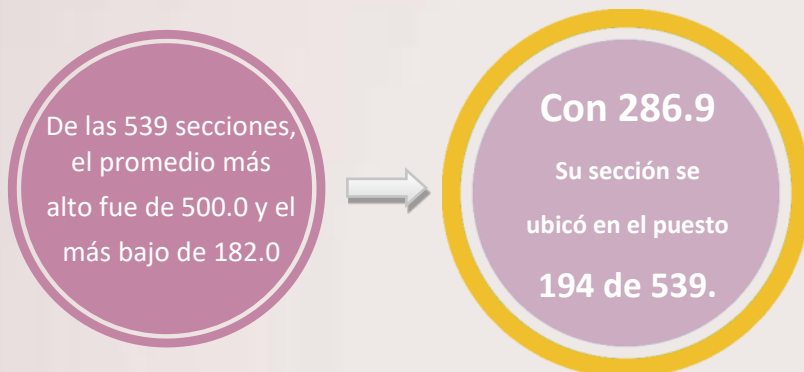 De las 539 secciones,
el promedio más
alto fue de 500.0 y el
más bajo de 182.0
Con 286.9
Su sección se
ubicó en el puesto
194 de 539.